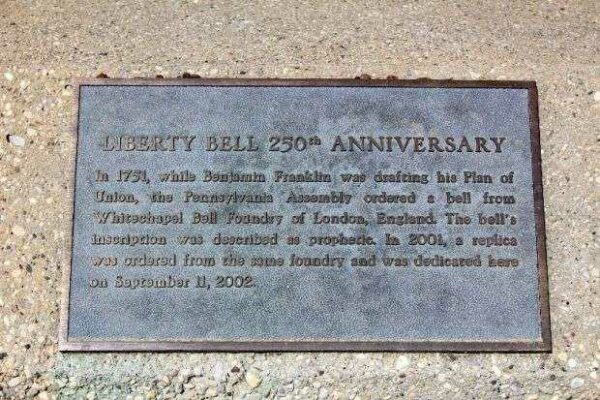 LIBERTY BELL 250th ANNIVERSARY
In 1751, while Benjamin Franklin was drafting his Plan of
Union, the Pennsylvania Assembly ordered a bell from
Whitechapel Bell Foundry of London, England. The bell's
inscription was described as prophetic. In 2001, a replica
was ordered from the same foundry and was dedicated here
on September 11, 2002.